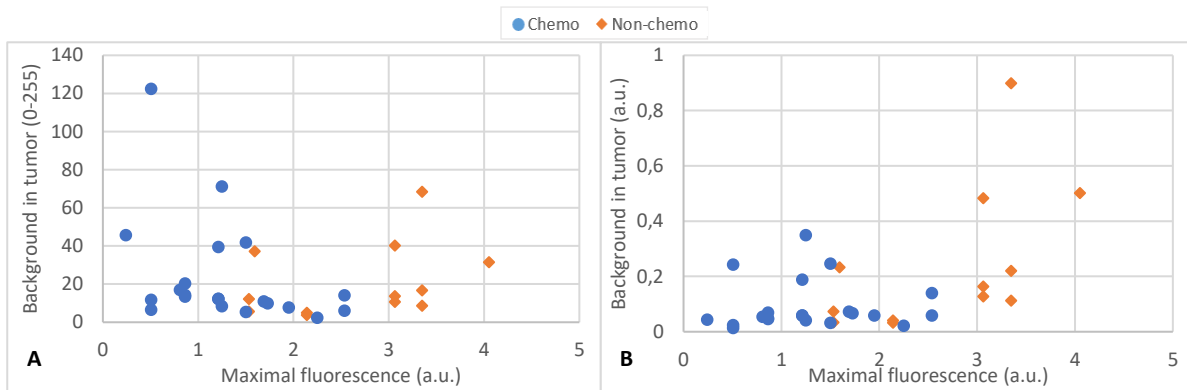 Chemo Non-chemo
Background in tumor (0-255)
140
120
100
80
60
40
20
0
0 1 2 3 4 5
A
Maximal fluorescence (a.u.)
Background in tumor (a.u.)
1
0,8
0,6
0,4
0,2
0
0 1 2 3 4 5
B
Maximal fluorescence (a.u.)